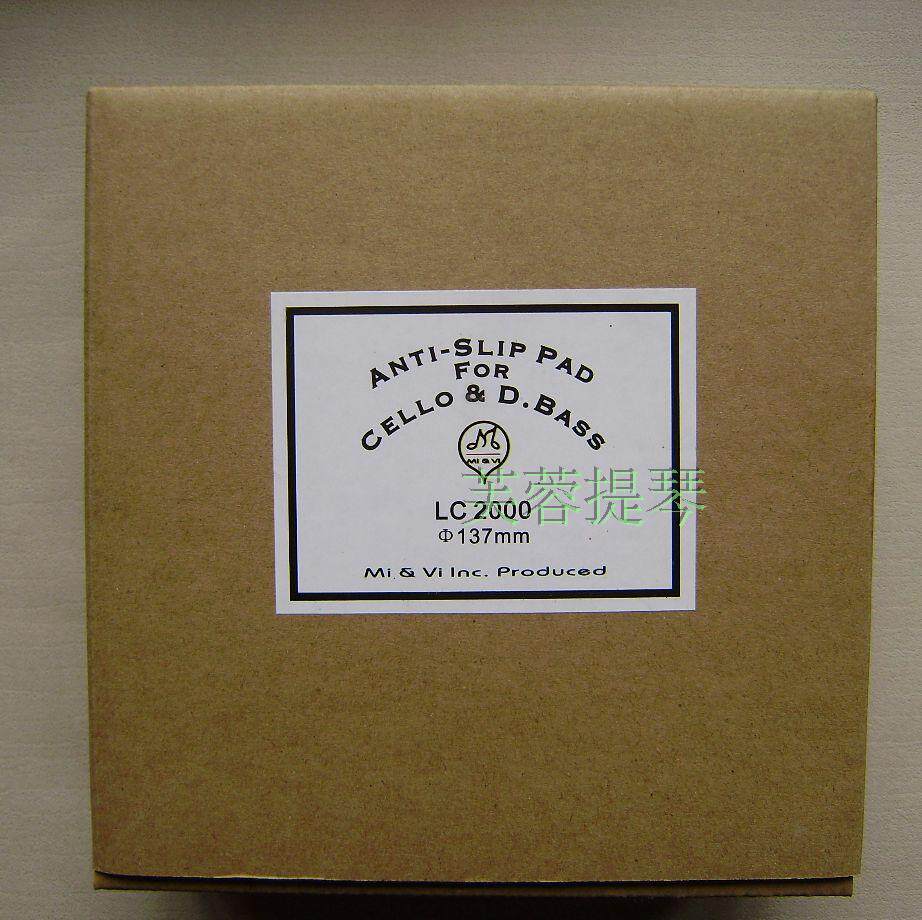 ANTI-SLIP PAD
FOR
CELLO & D. BASS
MI & VI
芙蓉提琴
LC 2000
Φ137mm
Mi & Vi Inc. Produced